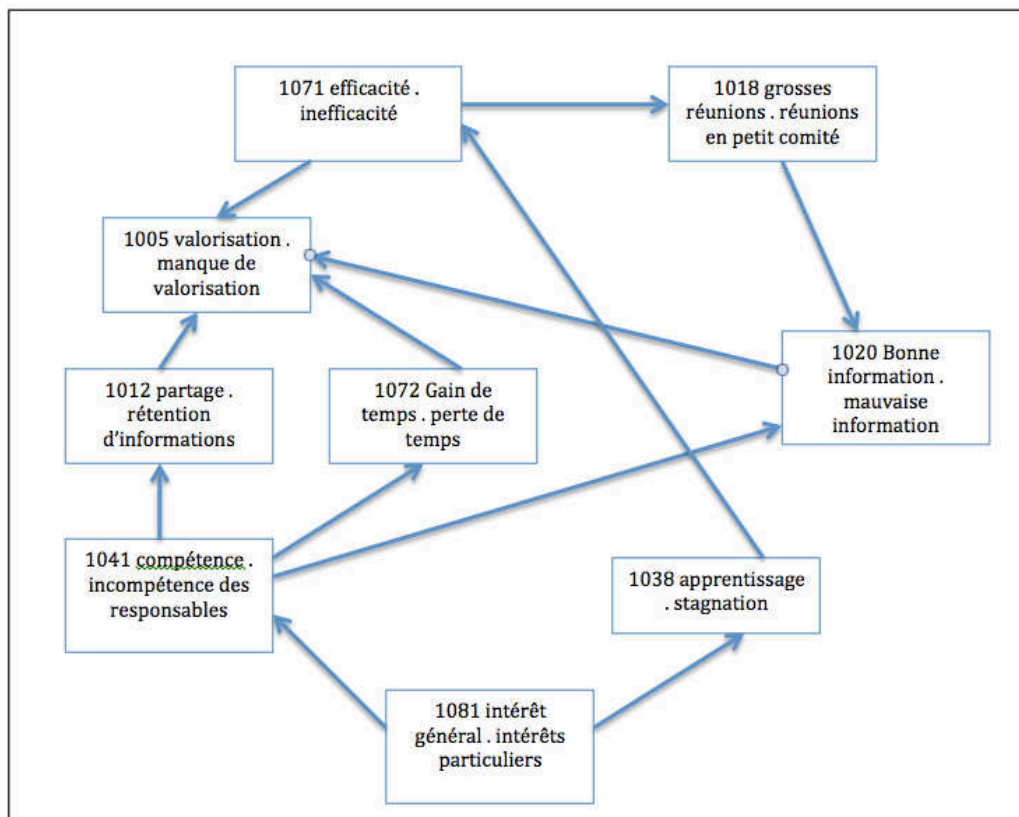 1071 efficacité .
inefficacité
1018 grosses
réunions . réunions
en petit comité
1005 valorisation .
manque de
valorisation
1020 Bonne
information .
mauvaise
information
1012 partage .
rétention
d'informations
1072 Gain de
temps . perte de
temps
1041 compétence .
incompétence des
responsables
1038 apprentissage
. stagnation
1081 intérêt
général . intérêts
particuliers